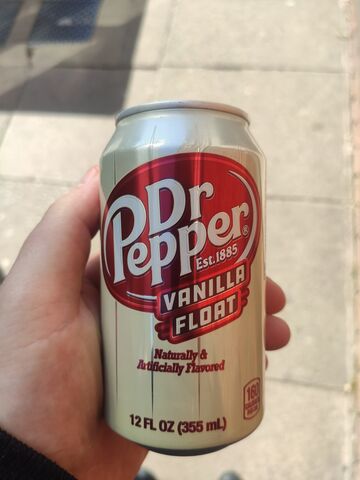 Dr
Pepper®
Est.1885
VANILLA
FLOAT
Naturally &
Artificially Flavored
12 FL OZ (355 mL)
160